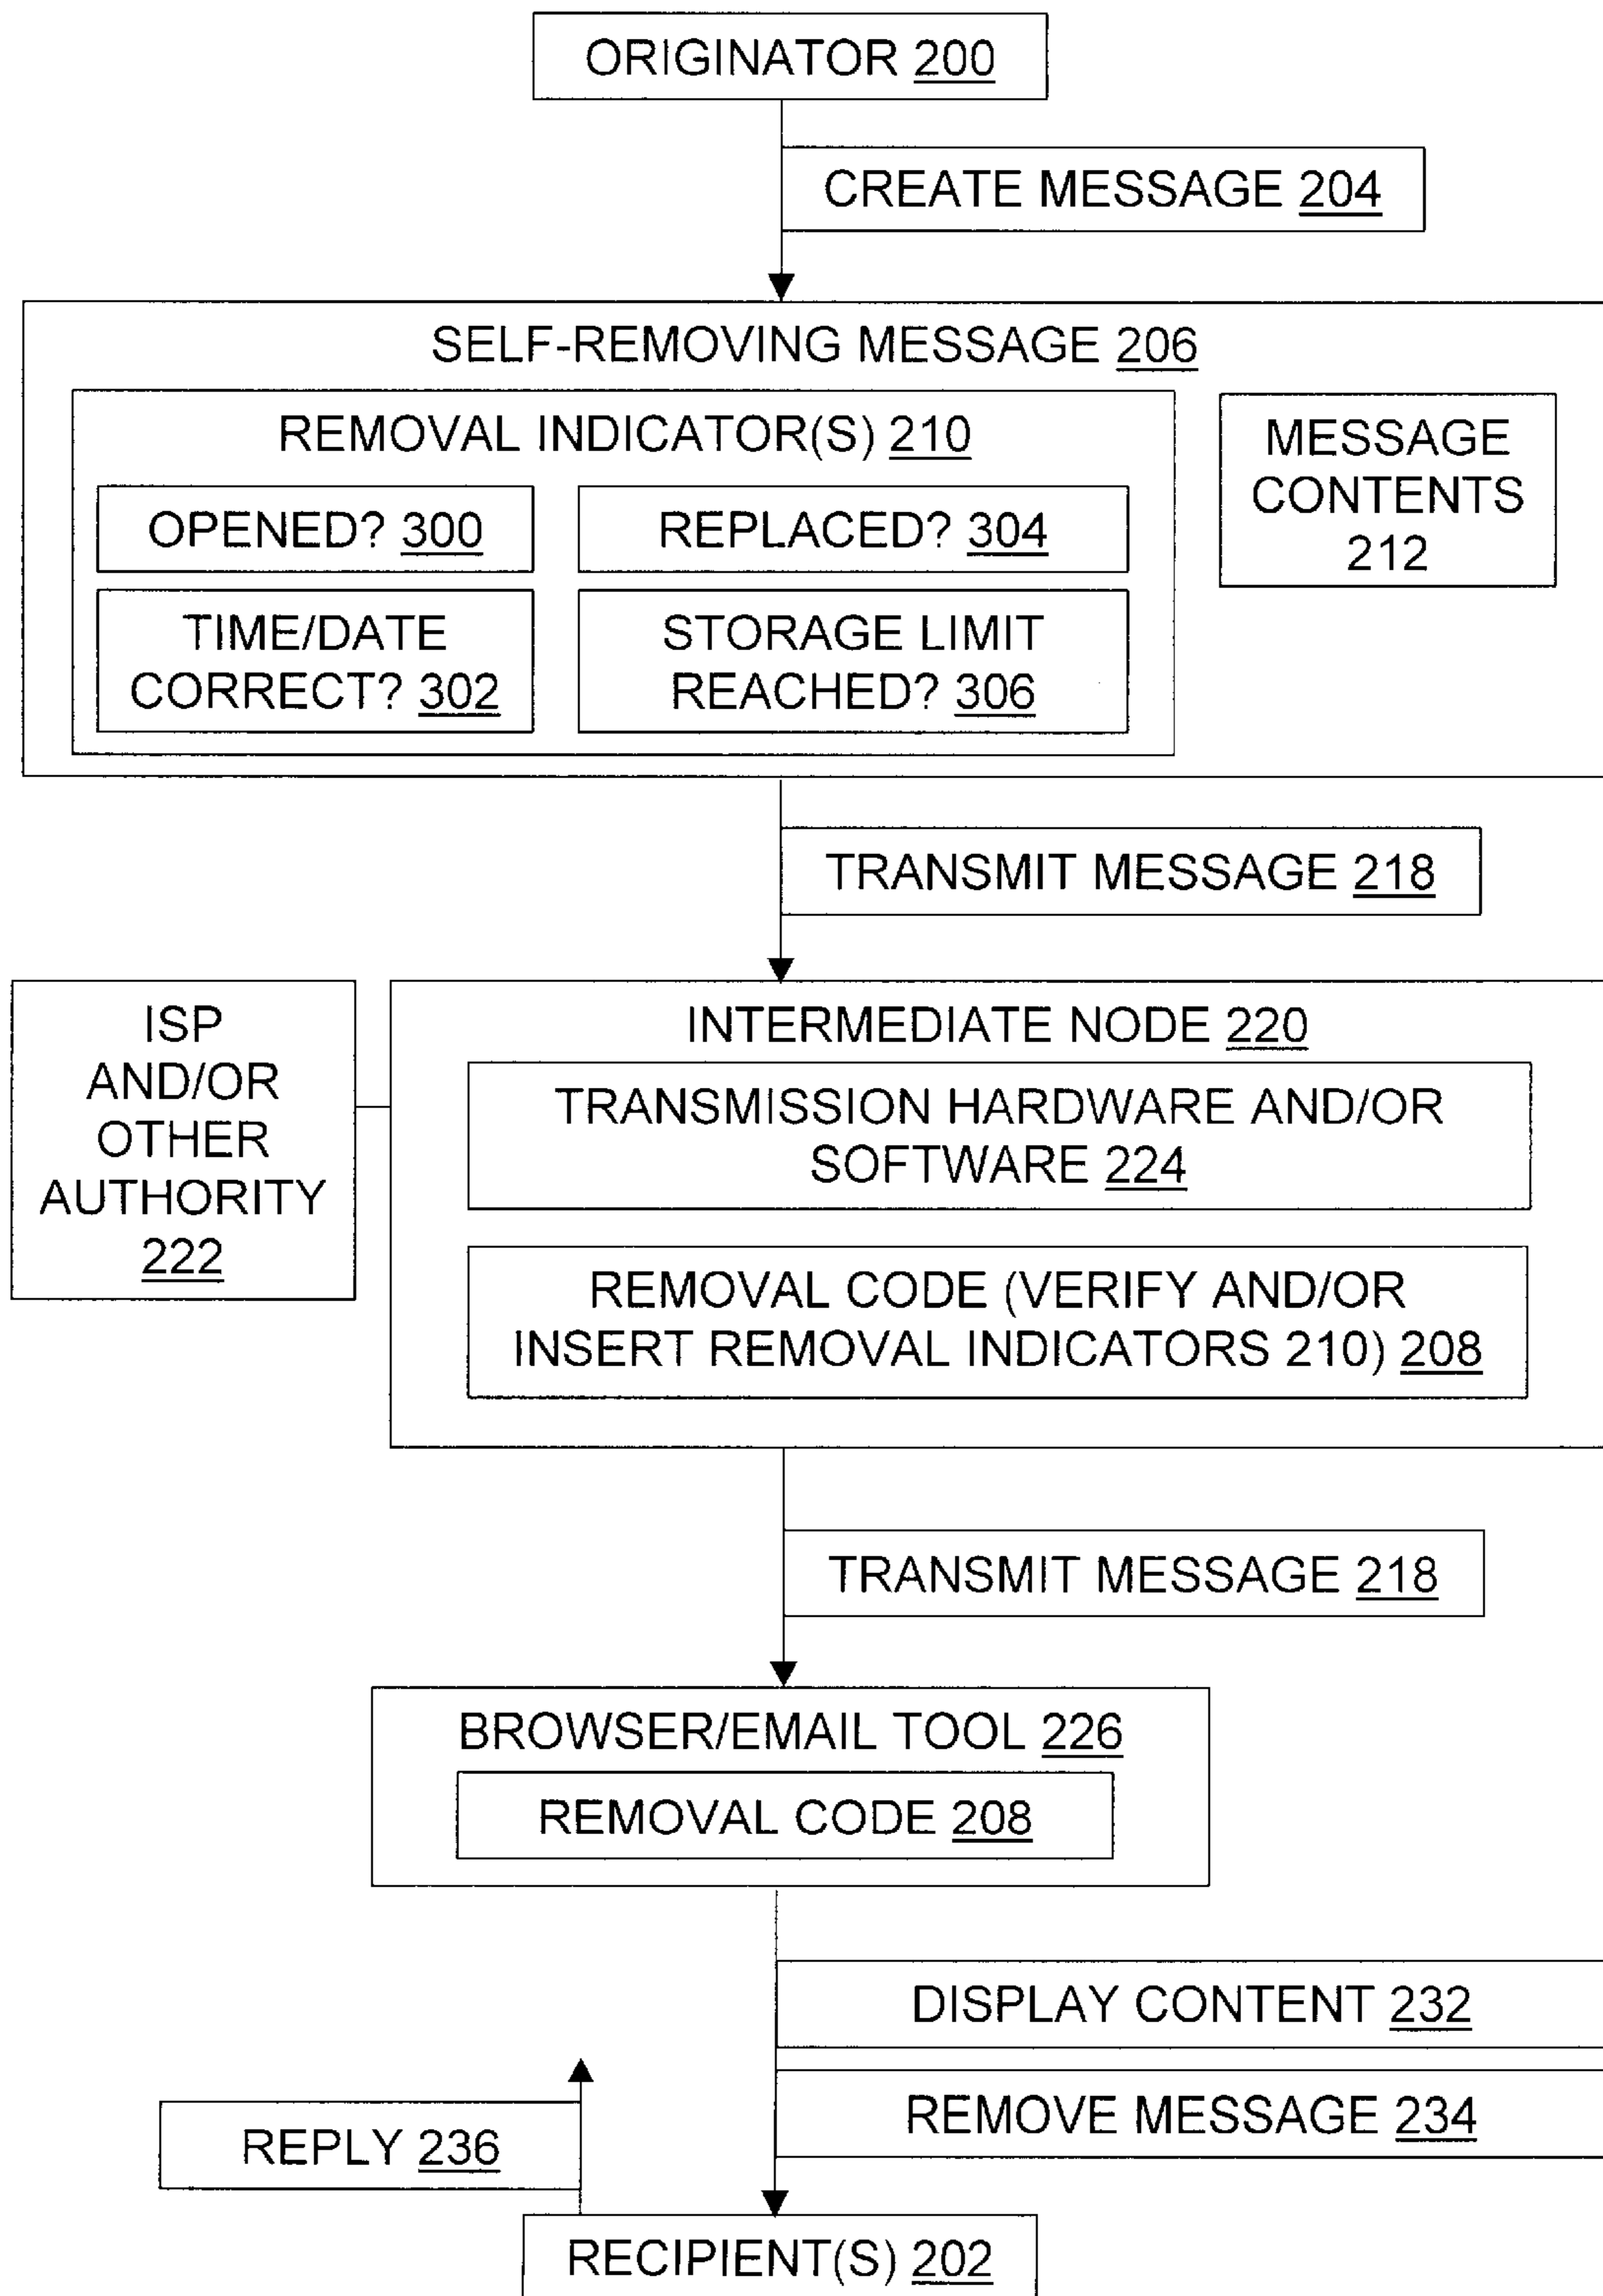 ORIGINATOR 200
CREATE MESSAGE 204
SELF-REMOVING MESSAGE 206
REMOVAL INDICATOR(S) 210
OPENED? 300
REPLACED? 304
TIME/DATE
CORRECT? 302
STORAGE LIMIT
REACHED? 306
MESSAGE
CONTENTS
212
TRANSMIT MESSAGE 218
ISP
AND/OR
OTHER
AUTHORITY
222
INTERMEDIATE NODE 220
TRANSMISSION HARDWARE AND/OR
SOFTWARE 224
REMOVAL CODE (VERIFY AND/OR
INSERT REMOVAL INDICATORS 210) 208
TRANSMIT MESSAGE 218
BROWSER/EMAIL TOOL 226
REMOVAL CODE 208
DISPLAY CONTENT 232
REMOVE MESSAGE 234
REPLY 236
RECIPIENT(S) 202